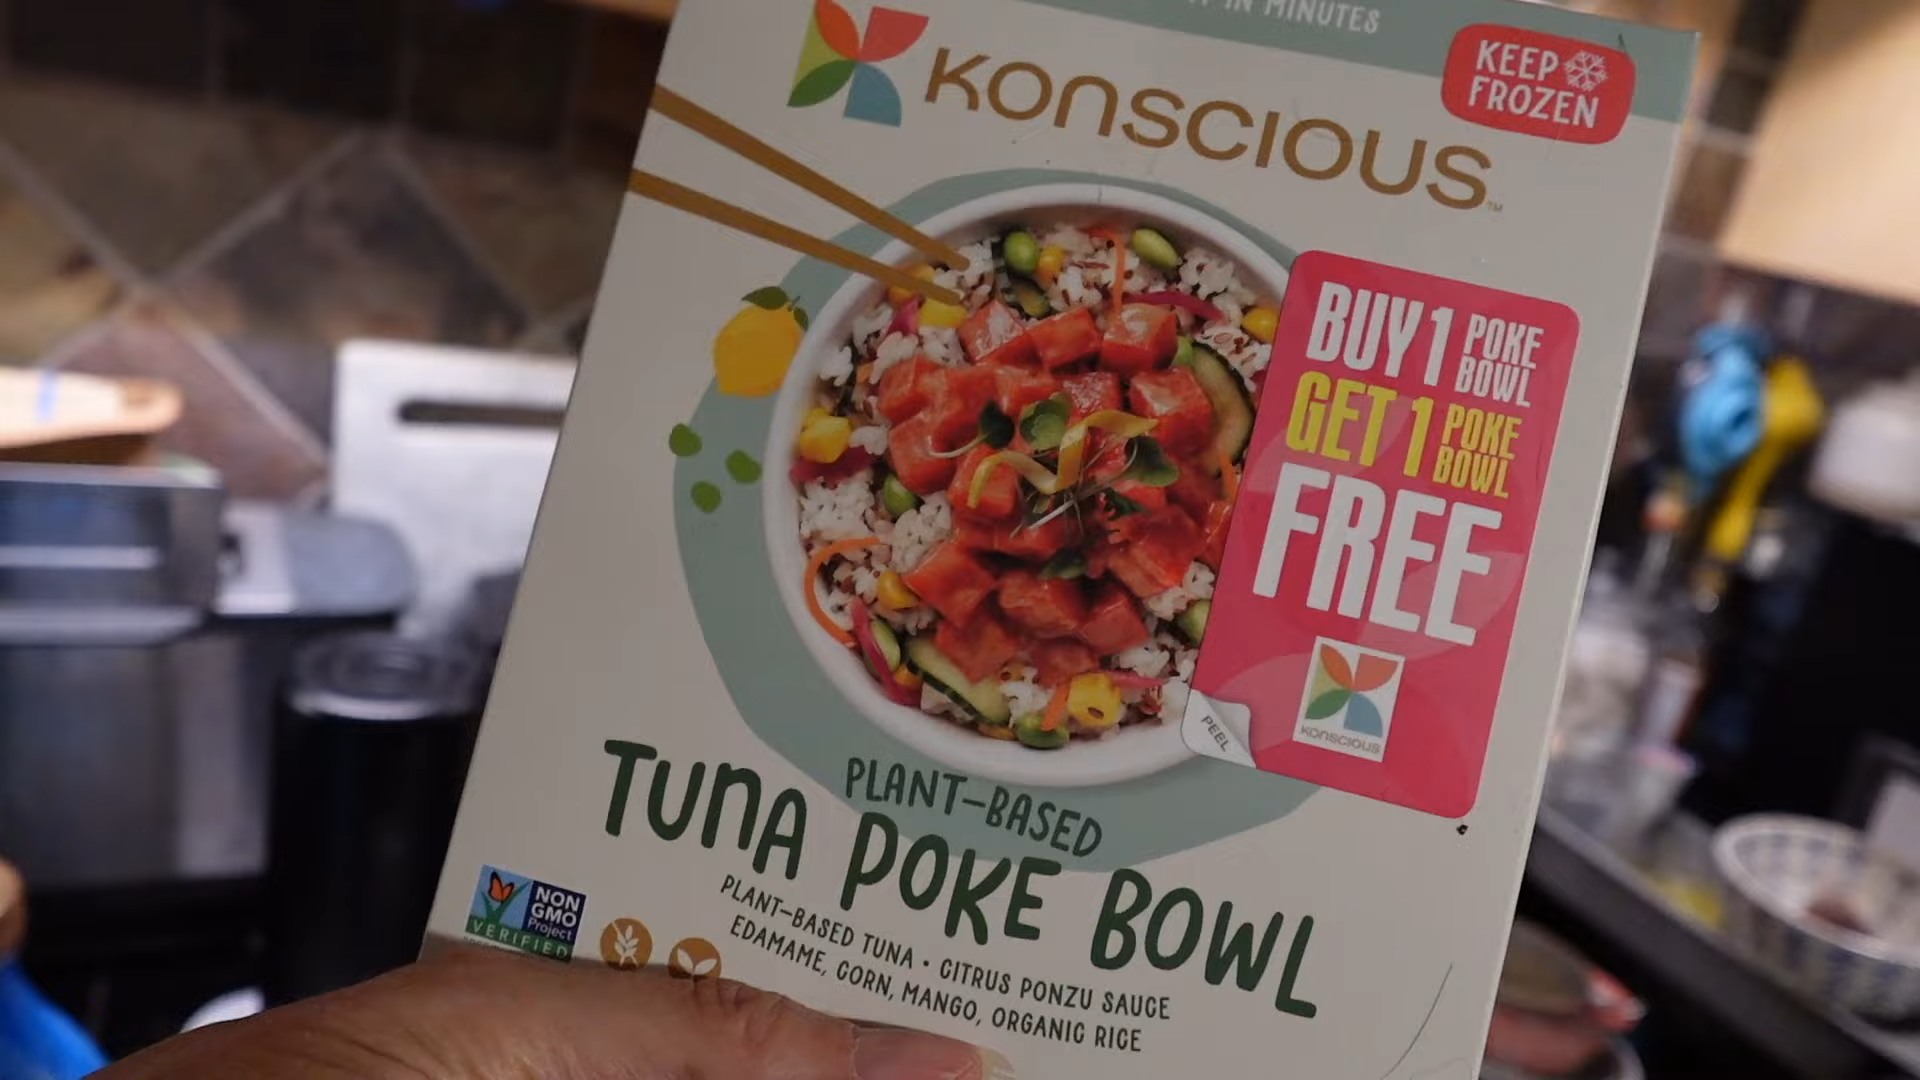 IN MINUTES
KEEP
FROZEN
KONSCIOUS™
BUY 1 POKE BOWL
GET 1 POKE BOWL
FREE
KONSCIOUS
PEEL
PLANT-BASED
TUNA POKE BOWL
PLANT-BASED TUNA • CITRUS PONZU SAUCE
EDAMAME, CORN, MANGO, ORGANIC RICE
NON
GMO
Project
VERIFIED